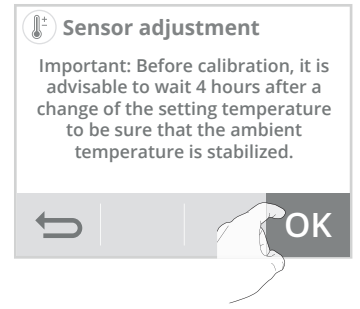 Sensor adjustment
Important: Before calibration, it is
advisable to wait 4 hours after a
change of the setting temperature
to be sure that the ambient
temperature is stabilized.
OK